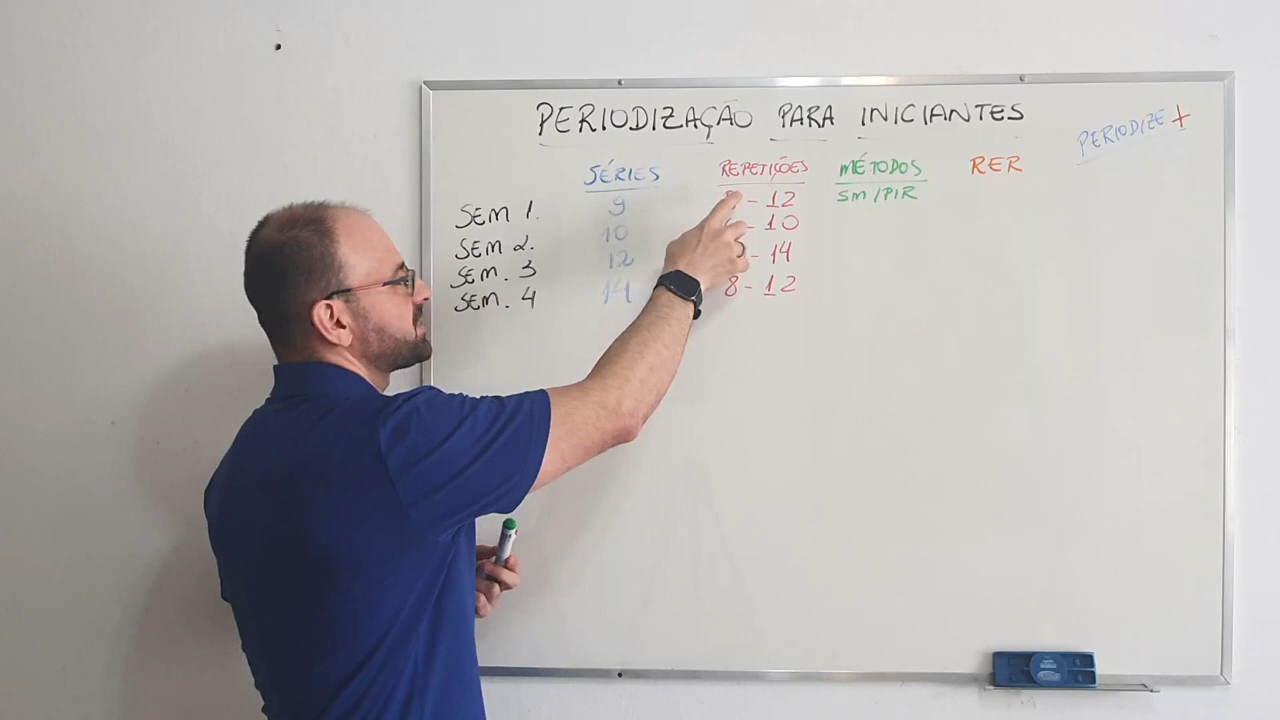 PERIODIZAÇÃO PARA INICIANTES
PERIODIZE +
SÉRIES REPETIÇÕES MÉTODOS RER
SEM 1. 9 - 12 SM/PIR
SEM 2. 10 - 10
SEM. 3 12 - 14
SEM. 4 14 8 - 12